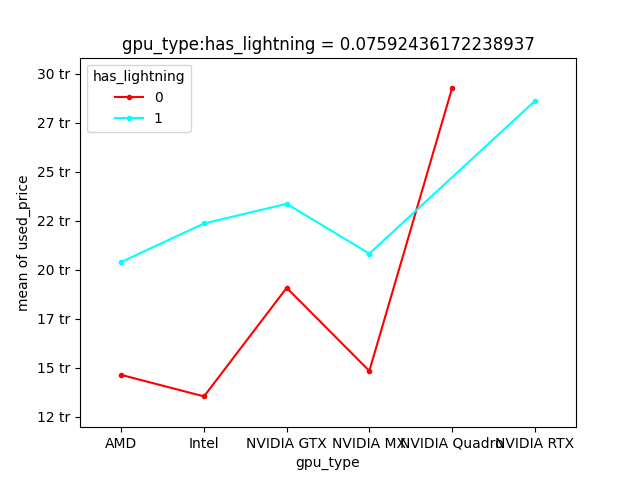 gpu_type:has_lightning = 0.07592436172238937
has_lightning
0
1
30 tr
27 tr
25 tr
22 tr
20 tr
17 tr
15 tr
12 tr
mean of used_price
AMD Intel NVIDIA GTX NVIDIA MX NVIDIA Quadro NVIDIA RTX
gpu_type